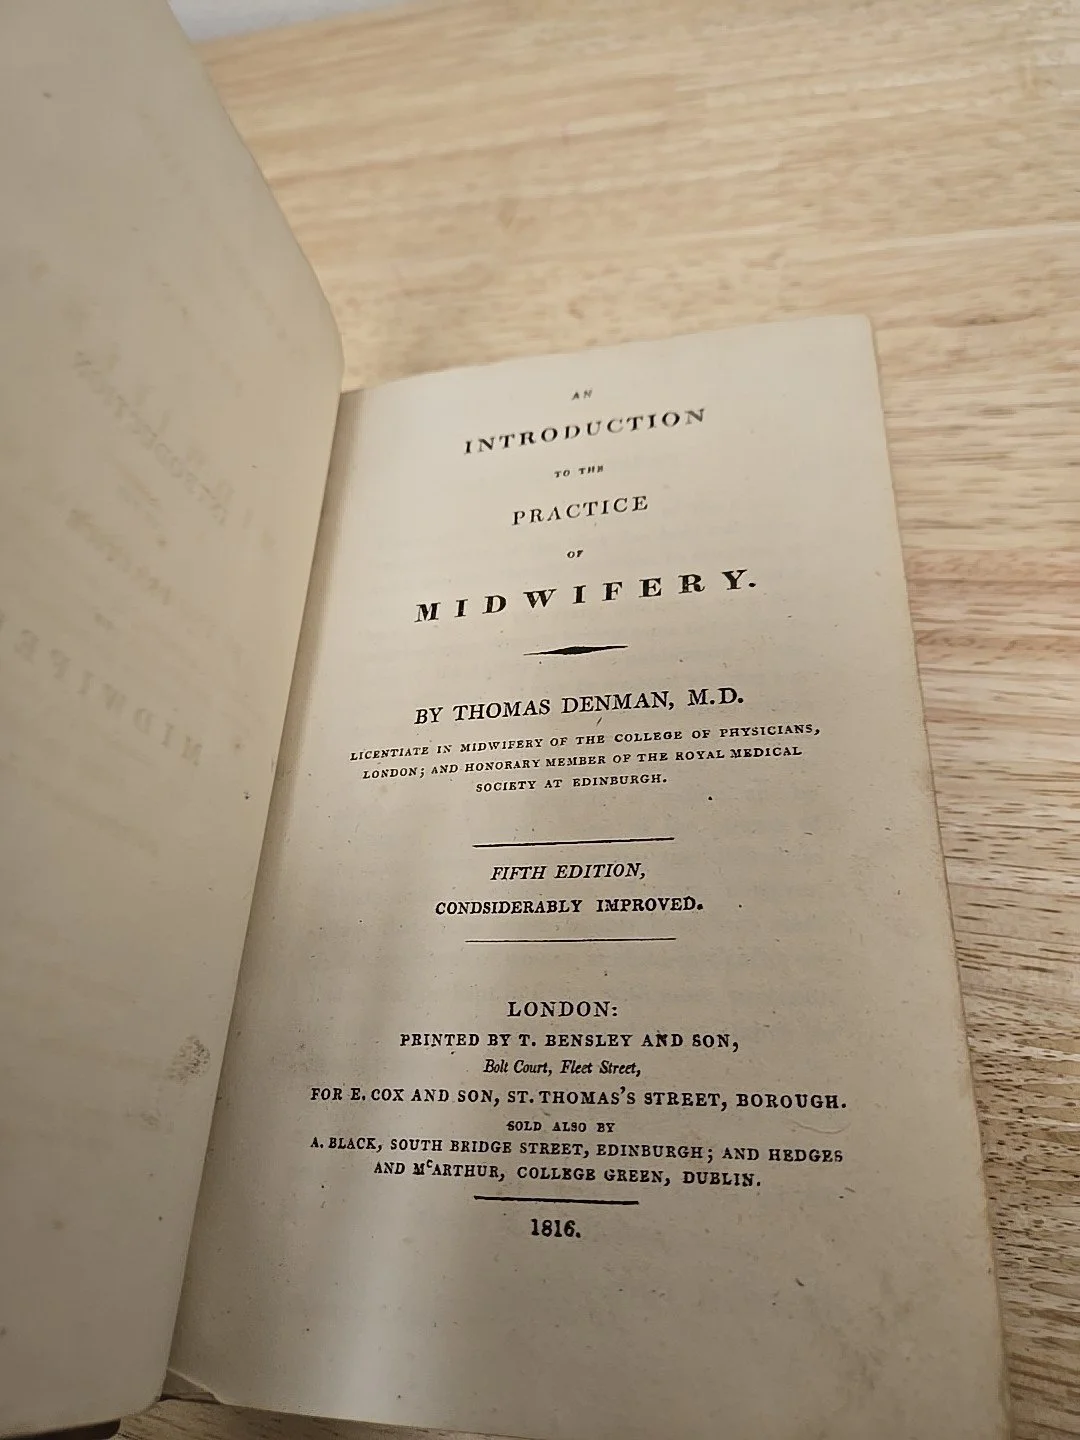 AN
INTRODUCTION
TO THE
PRACTICE
OF
MIDWIFERY.
BY THOMAS DENMAN, M.D.
LICENTIATE IN MIDWIFERY OF THE COLLEGE OF PHYSICIANS,
LONDON; AND HONORARY MEMBER OF THE ROYAL MEDICAL
SOCIETY AT EDINBURGH.
FIFTH EDITION,
CONDSIDERABLY IMPROVED.
LONDON:
PRINTED BY T. BENSLEY AND SON,
Bolt Court, Fleet Street,
FOR E. COX AND SON, ST. THOMAS'S STREET, BOROUGH.
SOLD ALSO BY
A. BLACK, SOUTH BRIDGE STREET, EDINBURGH; AND HEDGES
AND McARTHUR, COLLEGE GREEN, DUBLIN.
1816.